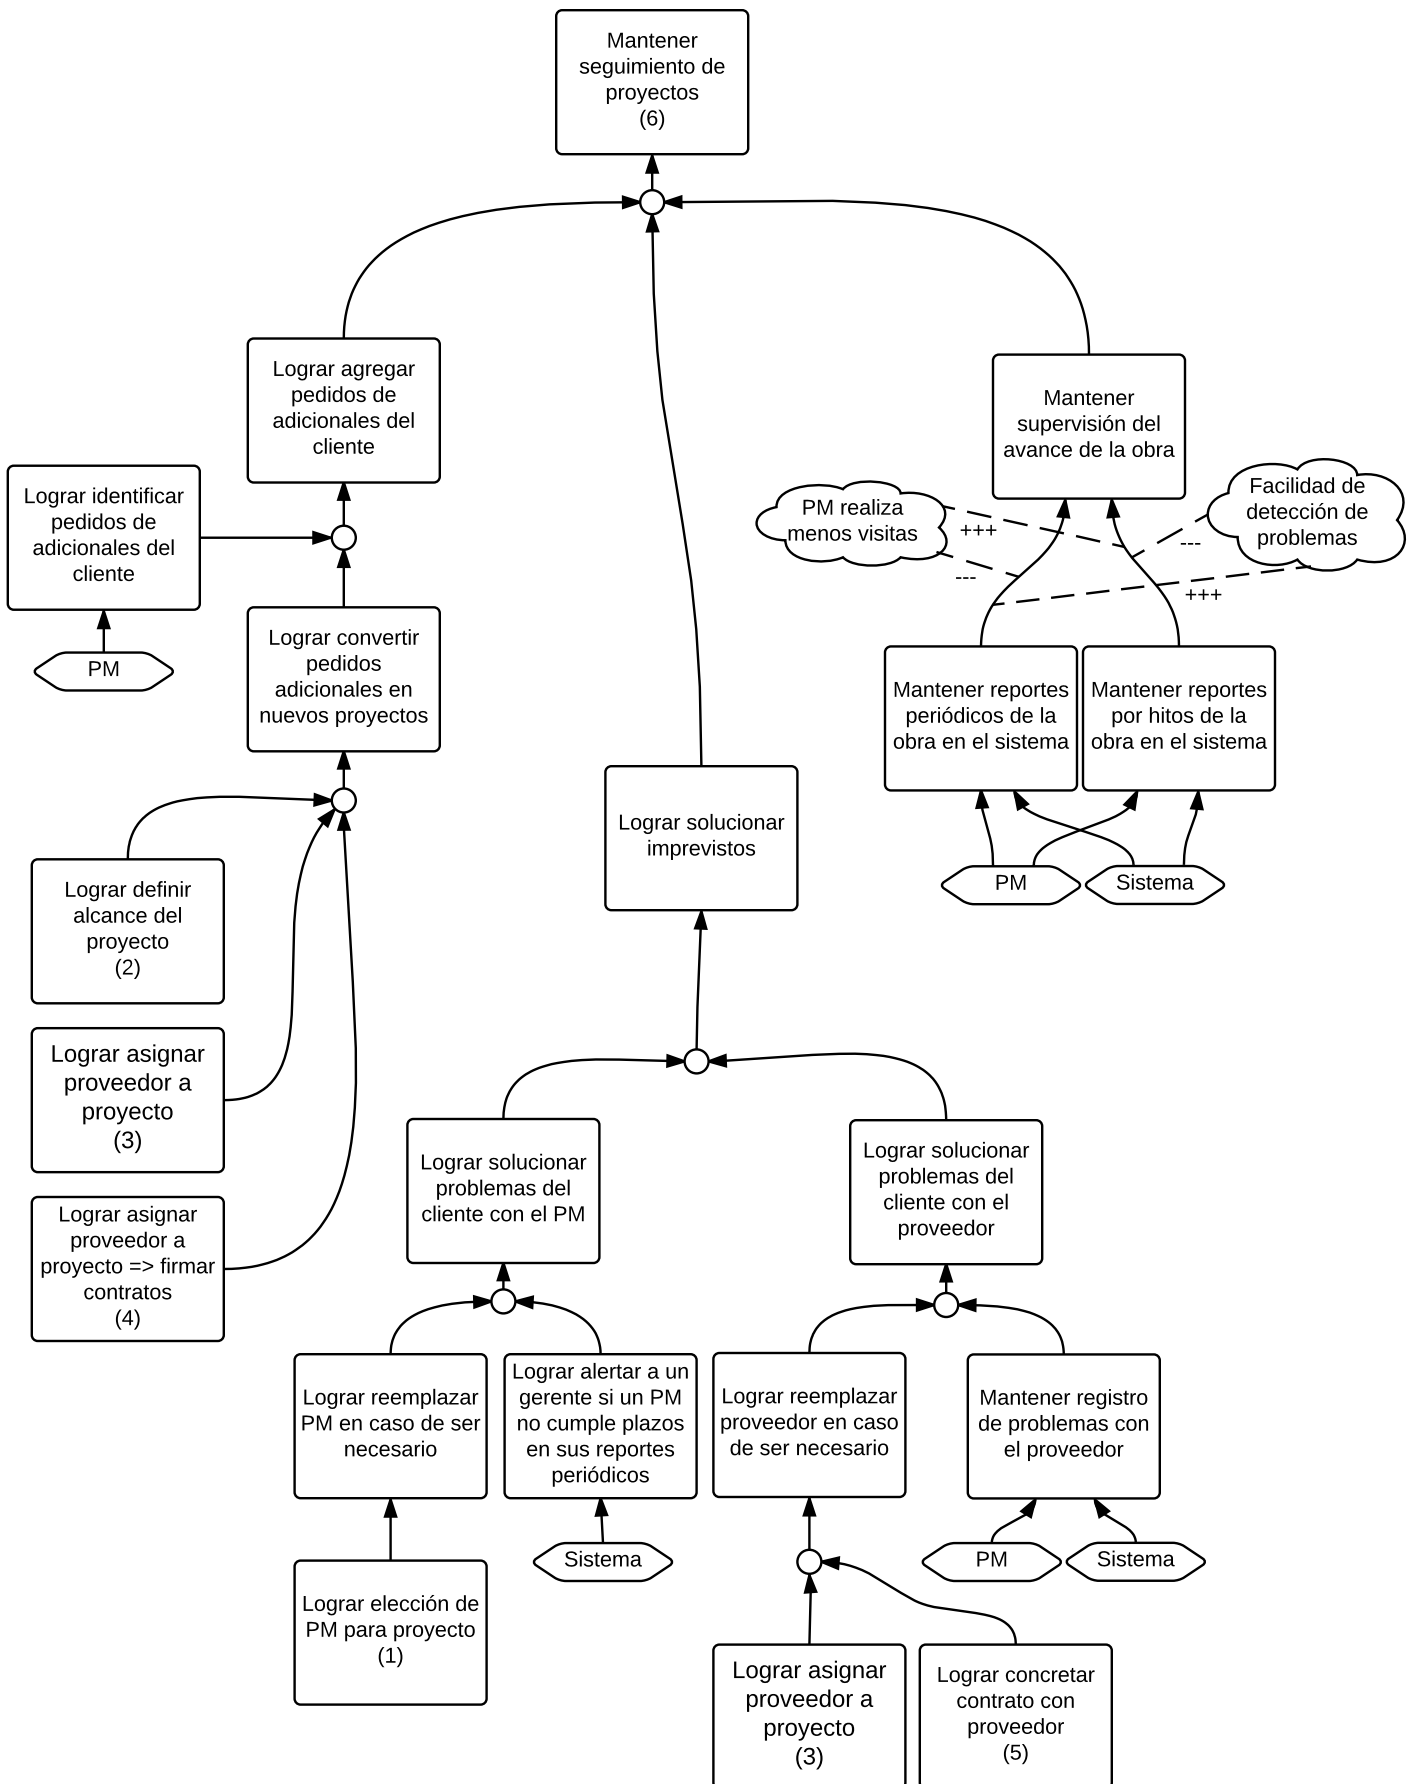 Mantener
seguimiento de
proyectos
(6)
Lograr agregar
pedidos de
adicionales del
cliente
Mantener
supervisión del
avance de la obra
Lograr identificar
pedidos de
adicionales del
cliente
PM realiza
menos visitas
+++
---
Facilidad de
detección de
problemas
---
+++
PM
Lograr convertir
pedidos
adicionales en
nuevos proyectos
Mantener reportes
periódicos de la
obra en el sistema
Mantener reportes
por hitos de la
obra en el sistema
Lograr solucionar
imprevistos
PM
Sistema
Lograr definir
alcance del
proyecto
(2)
Lograr asignar
proveedor a
proyecto
(3)
Lograr asignar
proveedor a
proyecto => firmar
contratos
(4)
Lograr solucionar
problemas del
cliente con el PM
Lograr solucionar
problemas del
cliente con el
proveedor
Lograr reemplazar
PM en caso de ser
necesario
Lograr alertar a un
gerente si un PM
no cumple plazos
en sus reportes
periódicos
Lograr reemplazar
proveedor en caso
de ser necesario
Mantener registro
de problemas con
el proveedor
Sistema
PM
Sistema
Lograr elección de
PM para proyecto
(1)
Lograr asignar
proveedor a
proyecto
(3)
Lograr concretar
contrato con
proveedor
(5)